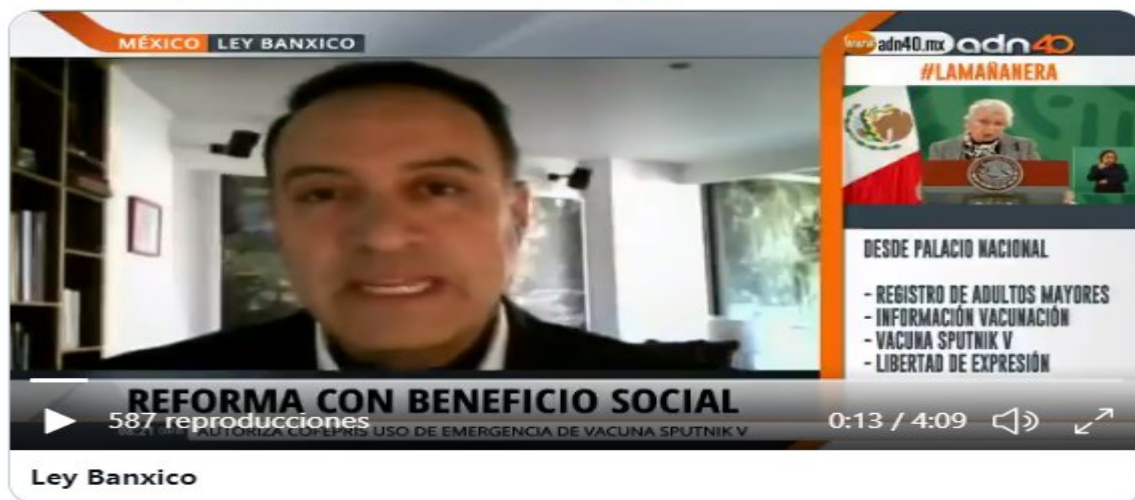 MÉXICO LEY BANXICO
www.adn40.mx adn40
#LAMAÑANERA
DESDE PALACIO NACIONAL
- REGISTRO DE ADULTOS MAYORES
- INFORMACIÓN VACUNACIÓN
- VACUNA SPUTNIK V
- LIBERTAD DE EXPRESIÓN
REFORMA CON BENEFICIO SOCIAL
587 reproducciones
0:13 / 4:09
AUTORIZA COFEPRIS USO DE EMERGENCIA DE VACUNA SPUTNIK V
Ley Banxico